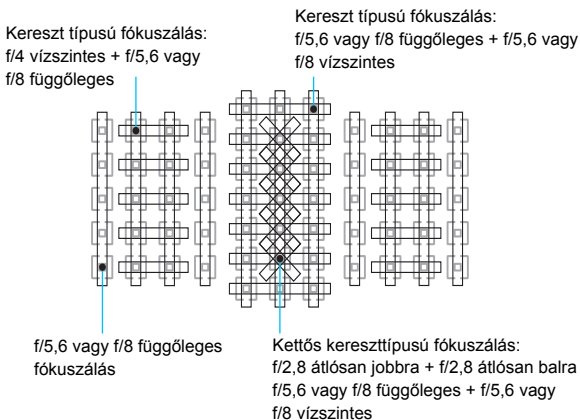 Kereszt típusú fókuszálás:
f/4 vízszintes + f/5,6 vagy
f/8 függőleges
Kereszt típusú fókuszálás:
f/5,6 vagy f/8 függőleges + f/5,6 vagy
f/8 vízszintes
f/5,6 vagy f/8 függőleges
fókuszálás
Kettős kereszttípusú fókuszálás:
f/2,8 átlósan jobbra + f/2,8 átlósan balra
f/5,6 vagy f/8 függőleges + f/5,6 vagy
f/8 vízszintes